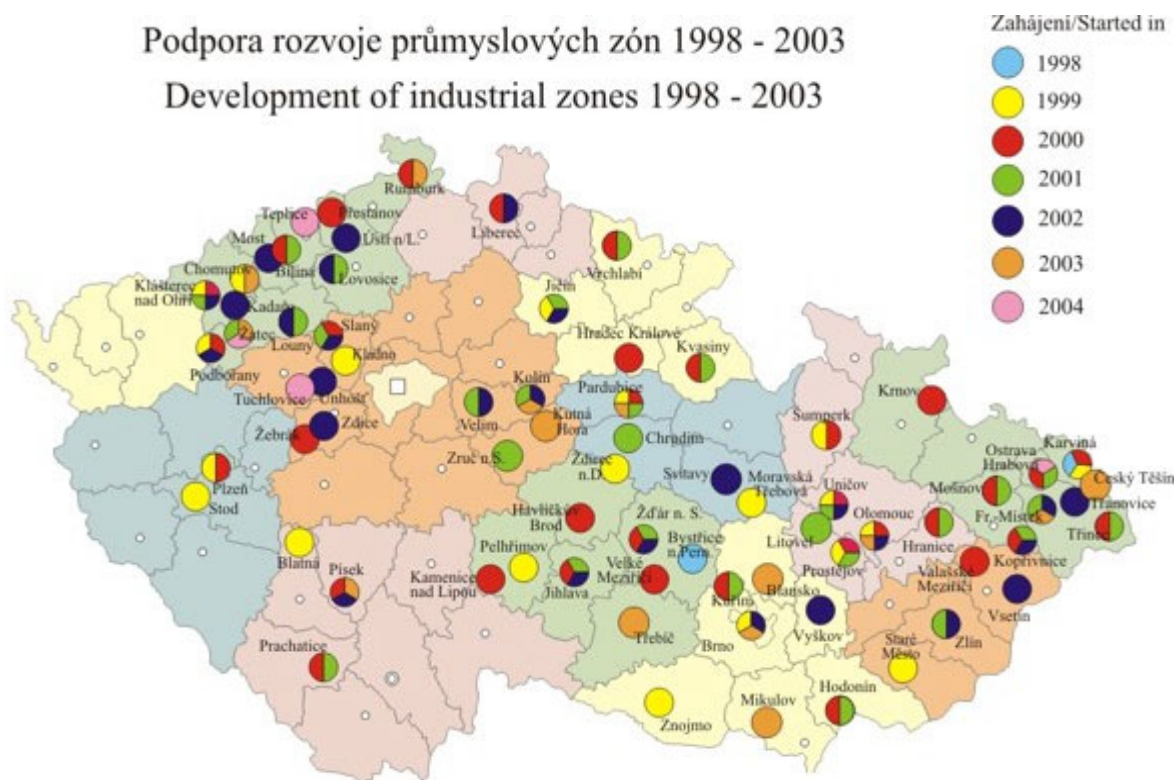 Podpora rozvoje průmyslových zón 1998 - 2003
Development of industrial zones 1998 - 2003
Zahájení/Started in
1998
1999
2000
2001
2002
2003
2004
Rumburk
Teplice
Přestanov
Liberec
Most
Ústí n/L.
Bílina
Vrchlabí
Chomutov
Lovosice
Klášterec
nad Ohří
Jičín
Kadaň
Hradec Králové
Žatec
Slaný
Louny
Kladno
Kvasiny
Podbořany
Kolín
Pardubice
Krnov
Tuchlovice
Unhošť
Velim
Kutná
Hora
Šumperk
Žebrák
Zdice
Chrudim
Ostrava
Hrabová
Karviná
Zruč n/S.
Ždírec
n.D.
Český Těšín
Svitavy
Moravská
Třebová
Uničov
Mošnov
Třanovice
Plzeň
Stod
Olomouc
Fr.-Místek
Havlíčkův
Brod
Žďár n. S.
Litovel
Hranice
Třinec
Bystřice
n.Pern.
Blatná
Pelhřimov
Prostějov
Kopřivnice
Písek
Kamenice
nad Lipou
Jihlava
Velké
Meziříčí
Kuřim
Blansko
Valašské
Meziříčí
Vsetín
Třebíč
Brno
Vyškov
Zlín
Staré
Město
Prachatice
Znojmo
Mikulov
Hodonín